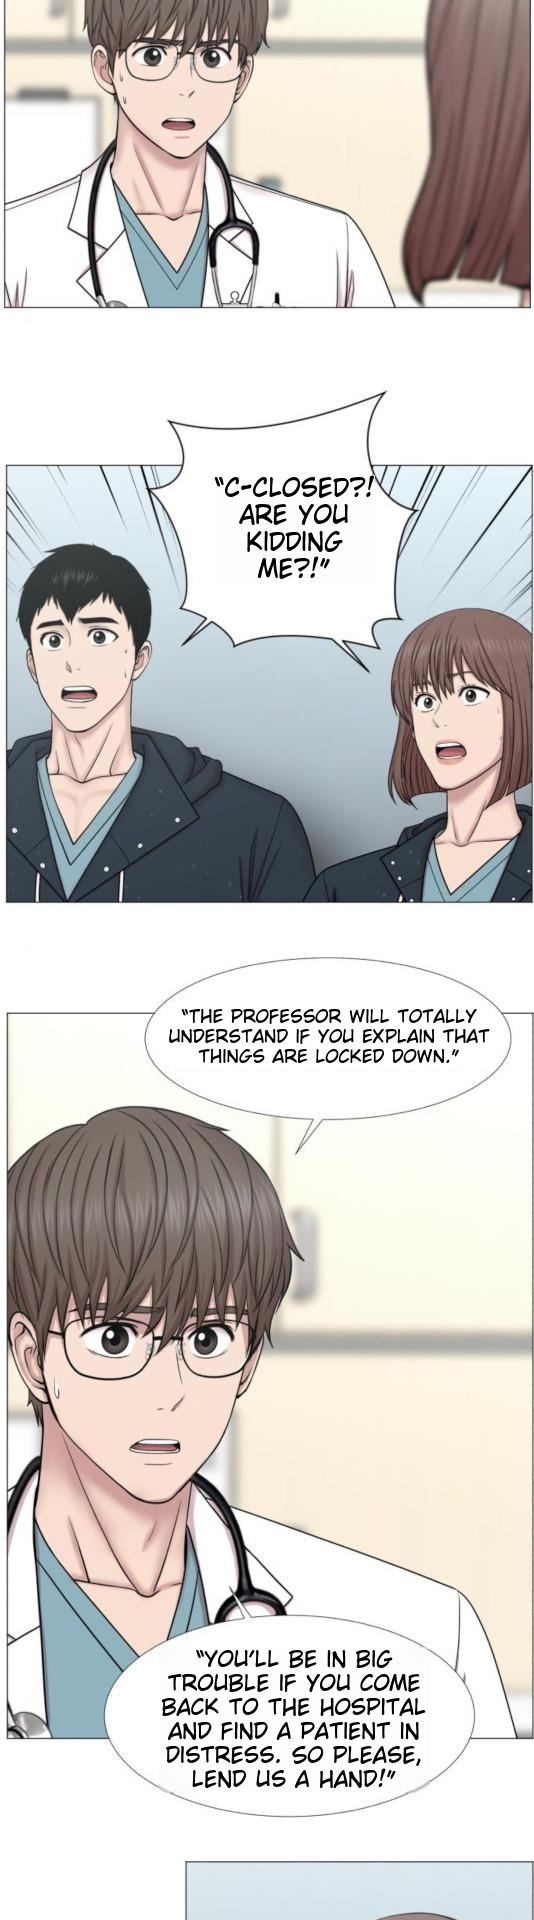 "C-CLOSED?!
ARE YOU
KIDDING
ME?!"
"THE PROFESSOR WILL TOTALLY
UNDERSTAND IF YOU EXPLAIN THAT
THINGS ARE LOCKED DOWN."
"YOU'LL BE IN BIG
TROUBLE IF YOU COME
BACK TO THE HOSPITAL
AND FIND A PATIENT IN
DISTRESS. SO PLEASE,
LEND US A HAND!"